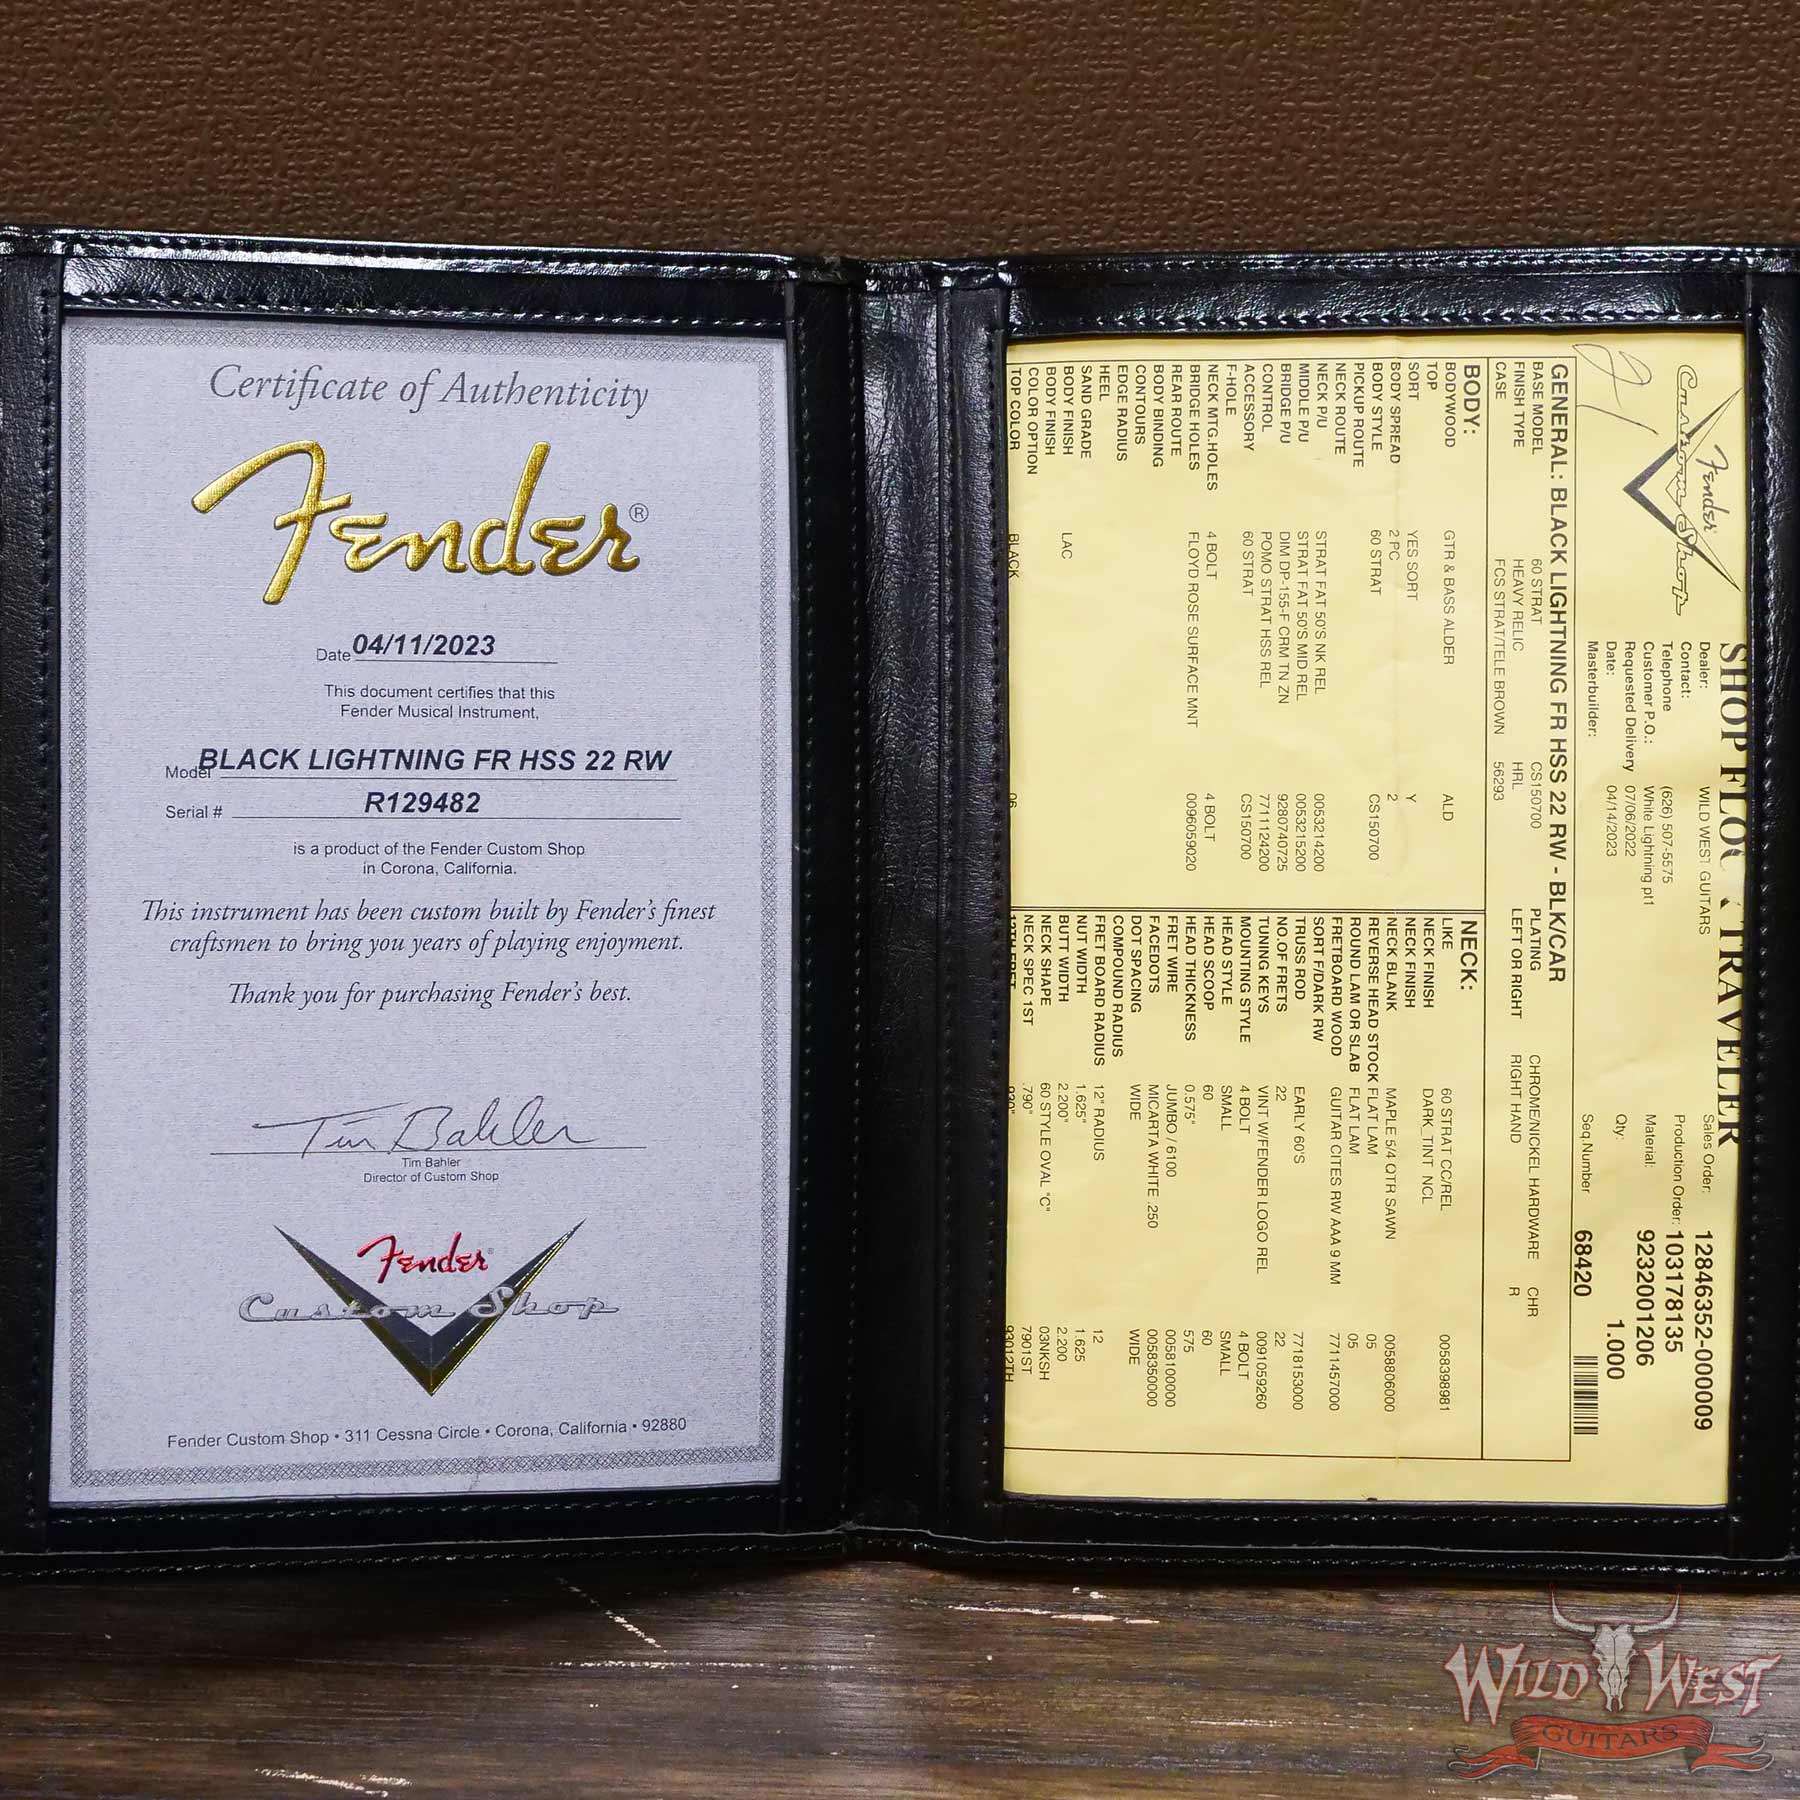 Certificate of Authenticity
Fender®
Date 04/11/2023
This document certifies that this
Fender Musical Instrument,
Model BLACK LIGHTNING FR HSS 22 RW
Serial # R129482
is a product of the Fender Custom Shop
in Corona, California.
This instrument has been custom built by Fender's finest
craftsmen to bring you years of playing enjoyment.
Thank you for purchasing Fender's best.
Tim Bahler
Tim Bahler
Director of Custom Shop
Fender®
Custom Shop
Fender Custom Shop • 311 Cessna Circle • Corona, California • 92880
Fender
Custom Shop
SHOP TRAVELER
Dealer: WILD WEST GUITARS
Contact:
Telephone (626) 507-5575
Customer P.O.: White Lightning pt1
Requested Delivery 07/06/2022
Date: 04/14/2023
Masterbuilder:
Sales Order: 128463352-000009
Production Order: 103178135
Material: 9232001206
Qty: 1.000
Seq.Number 68420
GENERAL: BLACK LIGHTNING FR HSS 22 RW - BLK/CAR
BASE MODEL 60 STRAT CS150700 PLATING CHROME/NICKEL HARDWARE CHR
FINISH TYPE HEAVY RELIC HRL LEFT OR RIGHT RIGHT HAND R
CASE FCS STRAT/TELE BROWN 56293
BODY:
BODYWOOD GTR & BASS ALDER ALD
TOP
SORT YES SORT Y
BODY SPREAD 2 PC 2
BODY STYLE 60 STRAT CS150700
PICKUP ROUTE
NECK ROUTE
NECK P/U STRAT FAT 50'S NK REL 0053214200
MIDDLE P/U STRAT FAT 50'S MID REL 0053215200
BRIDGE P/U DIM DP-155-F CRM TN ZN 9280740725
CONTROL POMO STRAT HSS REL 7711124200
ACCESSORY 60 STRAT CS150700
F-HOLE
NECK MTG.HOLES 4 BOLT 4 BOLT
BRIDGE HOLES FLOYD ROSE SURFACE MNT 0096059020
REAR ROUTE
BODY BINDING
CONTOURS
EDGE RADIUS
HEEL
SAND GRADE
BODY FINISH LAC
BODY FINISH
COLOR OPTION
TOP COLOR BLACK 06
NECK:
LIKE 60 STRAT CC/REL 0058398981
NECK FINISH DARK_TINT NCL
NECK FINISH
NECK BLANK MAPLE 5/4 QTR SAWN 0058806000
REVERSE HEAD STOCK FLAT LAM 05
ROUND LAM OR SLAB FLAT LAM 05
FRETBOARD WOOD GUITAR CITES RW AAA 9 MM 7711457000
SORT F/DARK RW
TRUSS ROD EARLY 60'S 7718153000
NO.OF FRETS 22 22
TUNING KEYS VINT W/FENDER LOGO REL 0091059260
MOUNTING STYLE 4 BOLT 4 BOLT
HEAD STYLE SMALL SMALL
HEAD SCOOP 60 60
HEAD THICKNESS 0.575" 575
FRET WIRE JUMBO / 6100 0058100000
FACEDOTS MICARTA WHITE .250 0058350000
DOT SPACING WIDE WIDE
COMPOUND RADIUS
FRET BOARD RADIUS 12" RADIUS 12
NUT WIDTH 1.625" 1.625
BUTT WIDTH 2.200" 2.200
NECK SHAPE 60 STYLE OVAL "C" 03NKSH
NECK SPEC 1ST .790" 7901ST
12TH FRET .930" 93012TH
WILD WEST
GUITARS